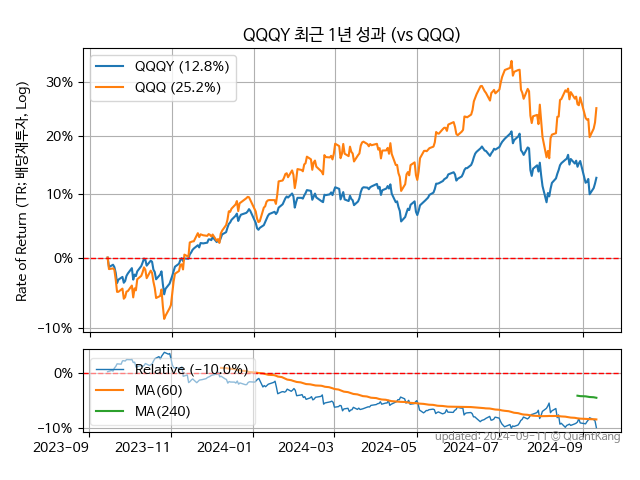 QQQY 최근 1년 성과 (vs QQQ)
QQQY (12.8%)
QQQ (25.2%)
30%
20%
10%
0%
−10%
Rate of Return (TR: 배당재투자, Log)
Relative (−10.0%)
MA(60)
MA(240)
0%
−10%
2023-09
2023-11
2024-01
2024-03
2024-05
2024-07
2024-09
updated: 2024-09-11 © QuantKang